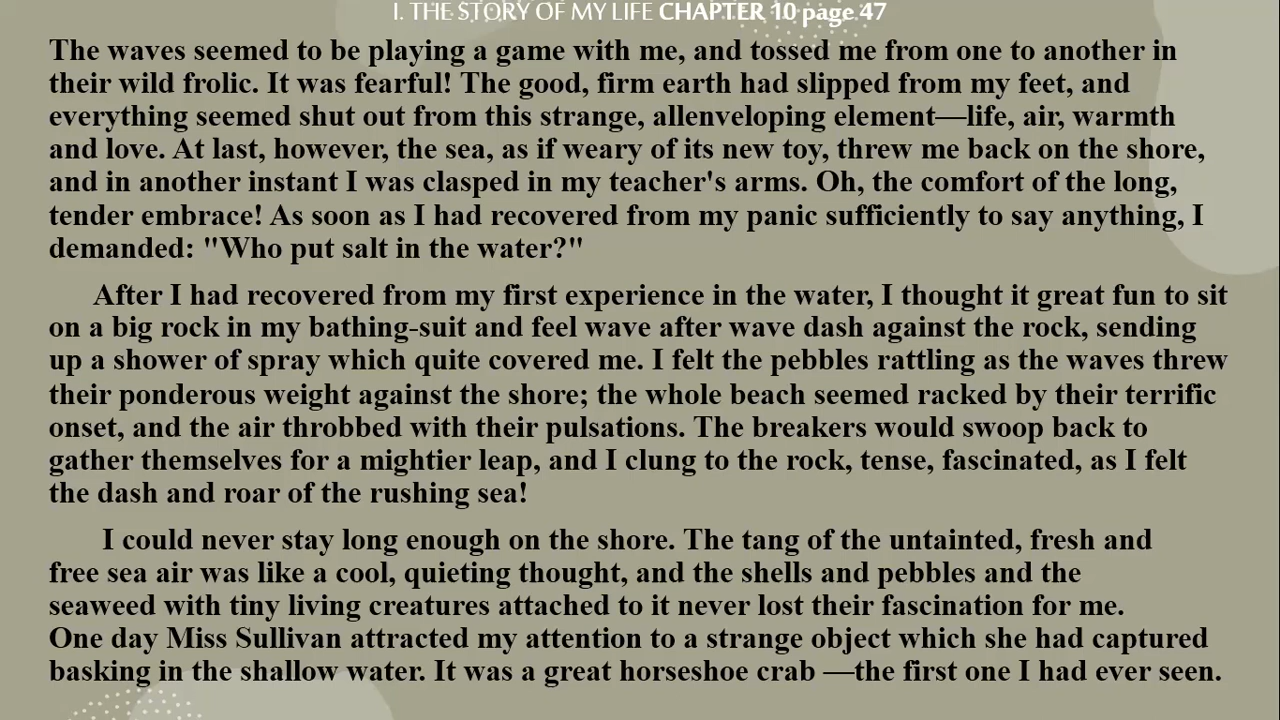 I. THE STORY OF MY LIFE CHAPTER 10 page 47
The waves seemed to be playing a game with me, and tossed me from one to another in
their wild frolic. It was fearful! The good, firm earth had slipped from my feet, and
everything seemed shut out from this strange, allenveloping element—life, air, warmth
and love. At last, however, the sea, as if weary of its new toy, threw me back on the shore,
and in another instant I was clasped in my teacher's arms. Oh, the comfort of the long,
tender embrace! As soon as I had recovered from my panic sufficiently to say anything, I
demanded: "Who put salt in the water?"
After I had recovered from my first experience in the water, I thought it great fun to sit
on a big rock in my bathing-suit and feel wave after wave dash against the rock, sending
up a shower of spray which quite covered me. I felt the pebbles rattling as the waves threw
their ponderous weight against the shore; the whole beach seemed racked by their terrific
onset, and the air throbbed with their pulsations. The breakers would swoop back to
gather themselves for a mightier leap, and I clung to the rock, tense, fascinated, as I felt
the dash and roar of the rushing sea!
I could never stay long enough on the shore. The tang of the untainted, fresh and
free sea air was like a cool, quieting thought, and the shells and pebbles and the
seaweed with tiny living creatures attached to it never lost their fascination for me.
One day Miss Sullivan attracted my attention to a strange object which she had captured
basking in the shallow water. It was a great horseshoe crab —the first one I had ever seen.